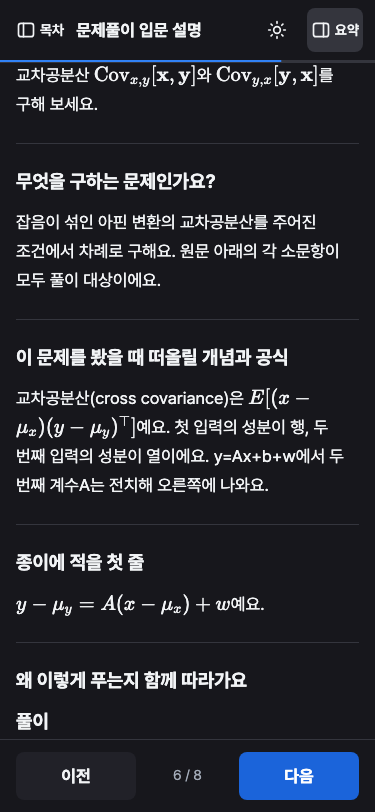 목차 문제풀이 입문 설명 요약
교차공분산 Cov_{x,y}[x, y]와 Cov_{y,x}[y, x]를
구해 보세요.
무엇을 구하는 문제인가요?
잡음이 섞인 아핀 변환의 교차공분산를 주어진
조건에서 차례로 구해요. 원문 아래의 각 소문항이
모두 풀이 대상이에요.
이 문제를 봤을 때 떠올릴 개념과 공식
교차공분산(cross covariance)은 E[(x −
μ_x)(y − μ_y)^⊤]예요. 첫 입력의 성분이 행, 두
번째 입력의 성분이 열이에요. y=Ax+b+w에서 두
번째 계수A는 전치해 오른쪽에 나와요.
종이에 적을 첫 줄
y − μ_y = A(x − μ_x) + w예요.
왜 이렇게 푸는지 함께 따라가요
풀이
이전 6 / 8 다음